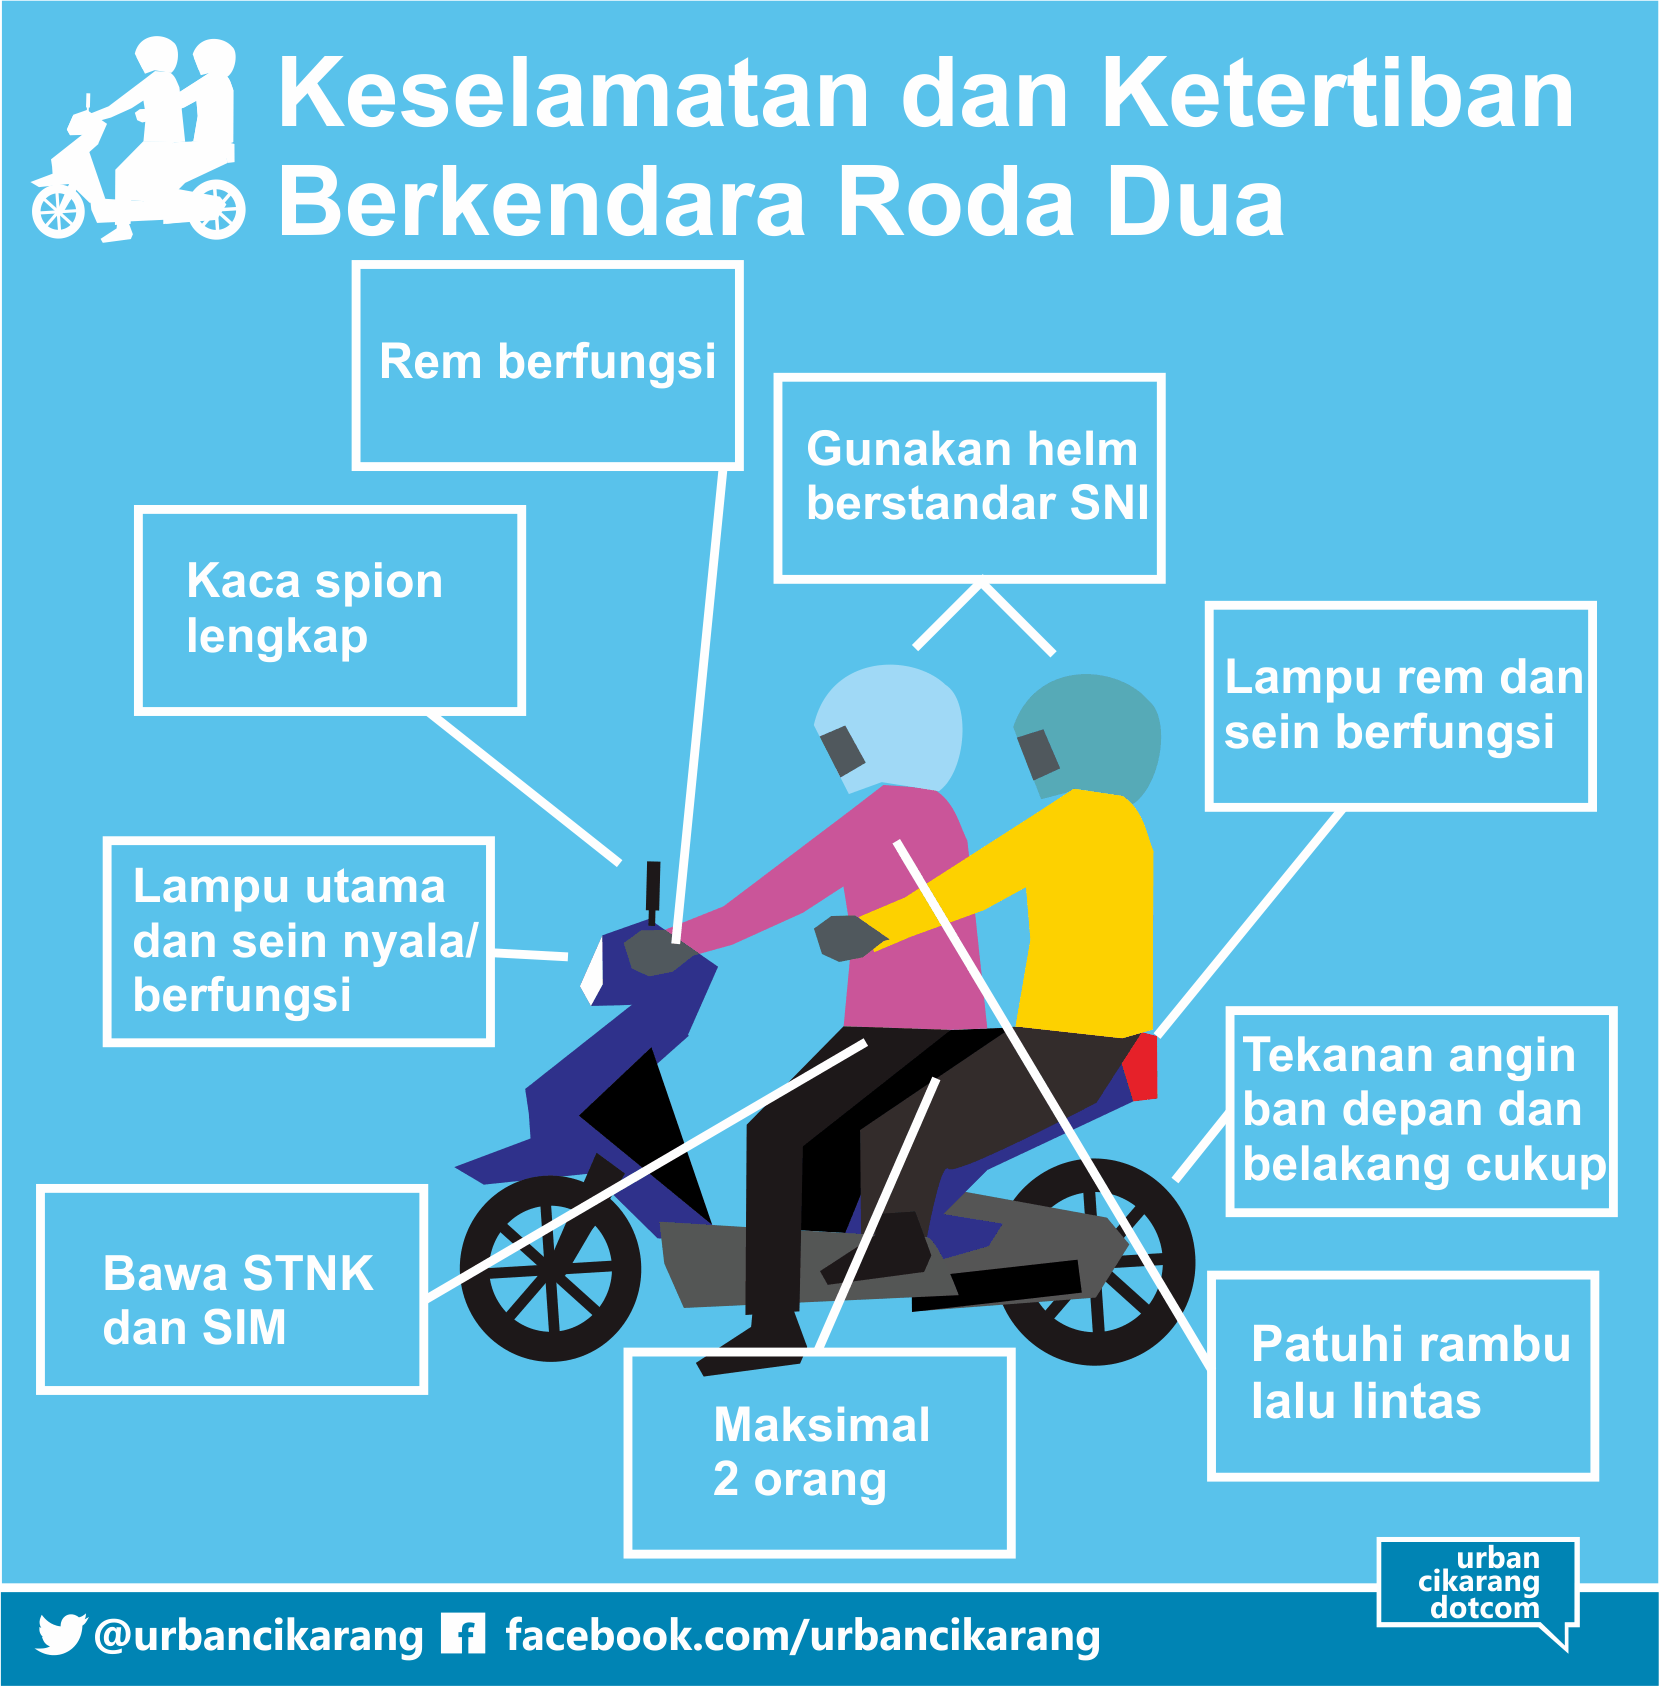 Keselamatan dan Ketertiban
Berkendara Roda Dua
Rem berfungsi
Gunakan helm
berstandar SNI
Kaca spion
lengkap
Lampu rem dan
sein berfungsi
Lampu utama
dan sein nyala/
berfungsi
Tekanan angin
ban depan dan
belakang cukup
Bawa STNK
dan SIM
Patuhi rambu
lalu lintas
Maksimal
2 orang
urban
cikarang
dotcom
@urbancikarang facebook.com/urbancikarang